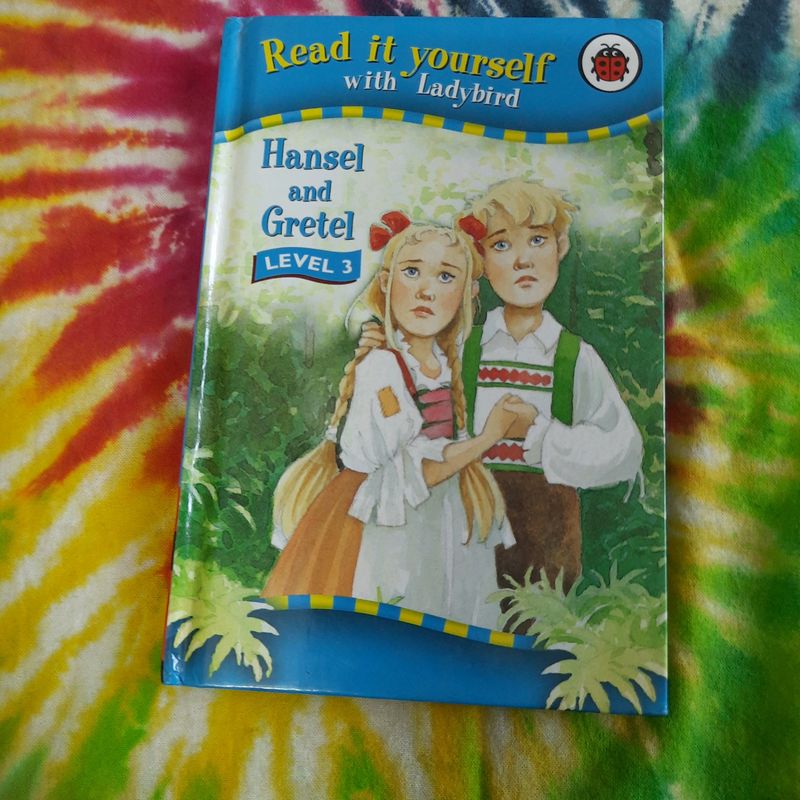 Read it yourself
with Ladybird
Hansel
and
Gretel
LEVEL 3